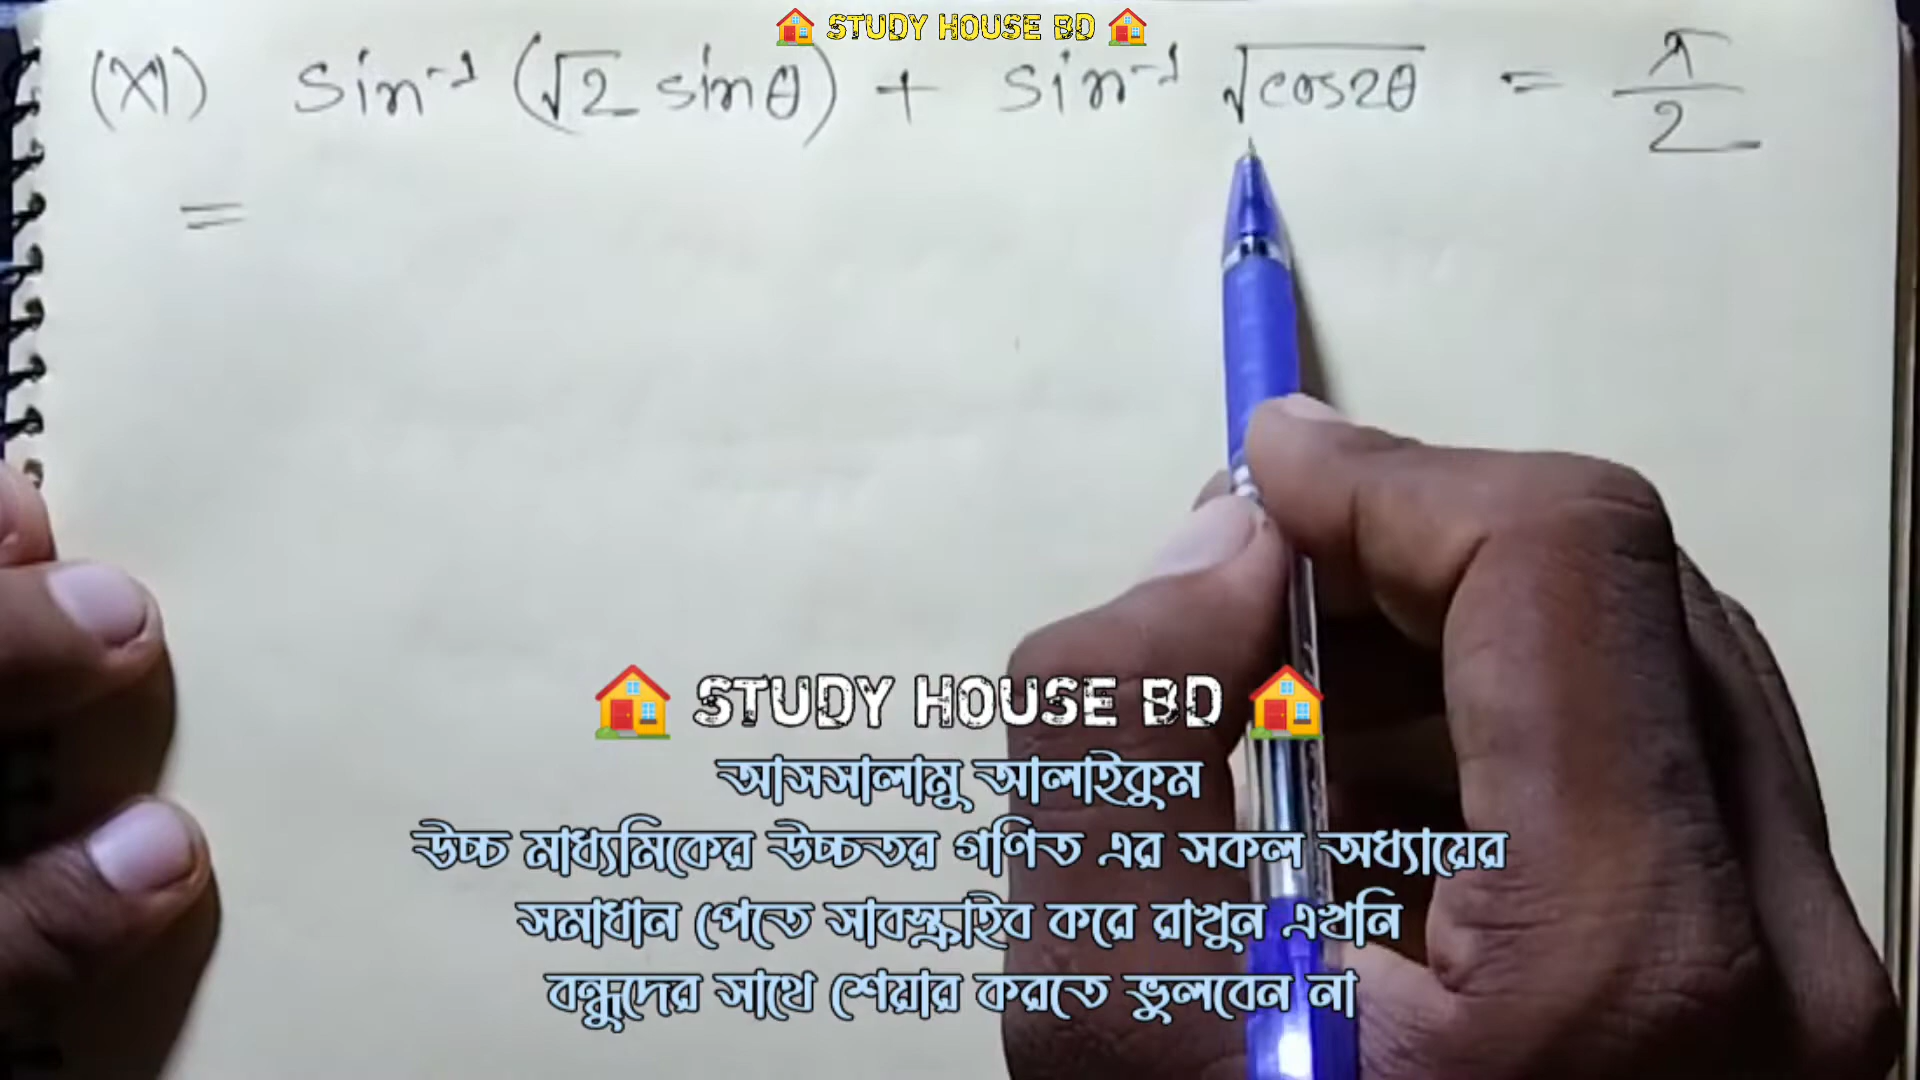 🏠 STUDY HOUSE BD 🏠
(XI) sin⁻¹ (√2 sinθ) + sin⁻¹ √cos2θ = π/2
=
🏠 STUDY HOUSE BD 🏠
আসসালামু আলাইকুম
উচ্চ মাধ্যমিকের উচ্চতর গণিত এর সকল অধ্যায়ের
সমাধান পেতে সাবস্ক্রাইব করে রাখুন এখনি
বন্ধুদের সাথে শেয়ার করতে ভুলবেন না